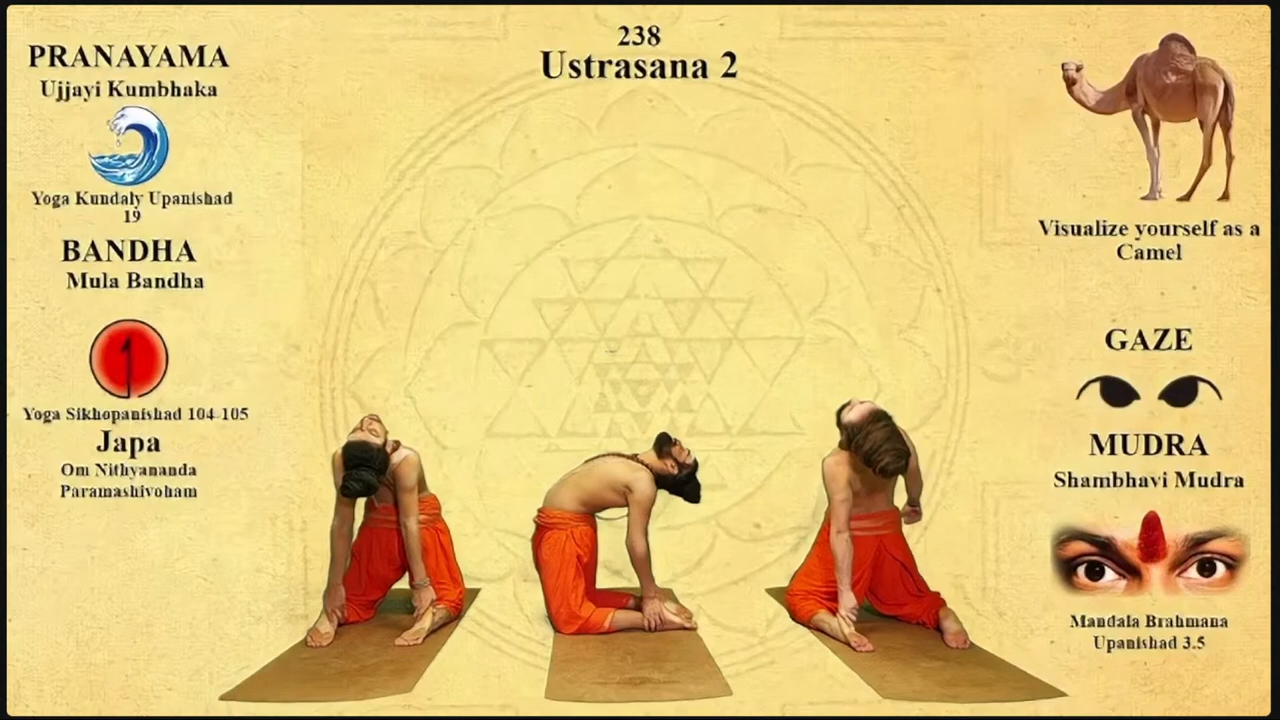 238
Ustrasana 2
PRANAYAMA
Ujjayi Kumbhaka
Yoga Kundaly Upanishad
19
BANDHA
Mula Bandha
Yoga Sikhopanishad 104-105
Japa
Om Nithyananda
Paramashivoham
Visualize yourself as a
Camel
GAZE
MUDRA
Shambhavi Mudra
Mandala Brahmana
Upanishad 3.5